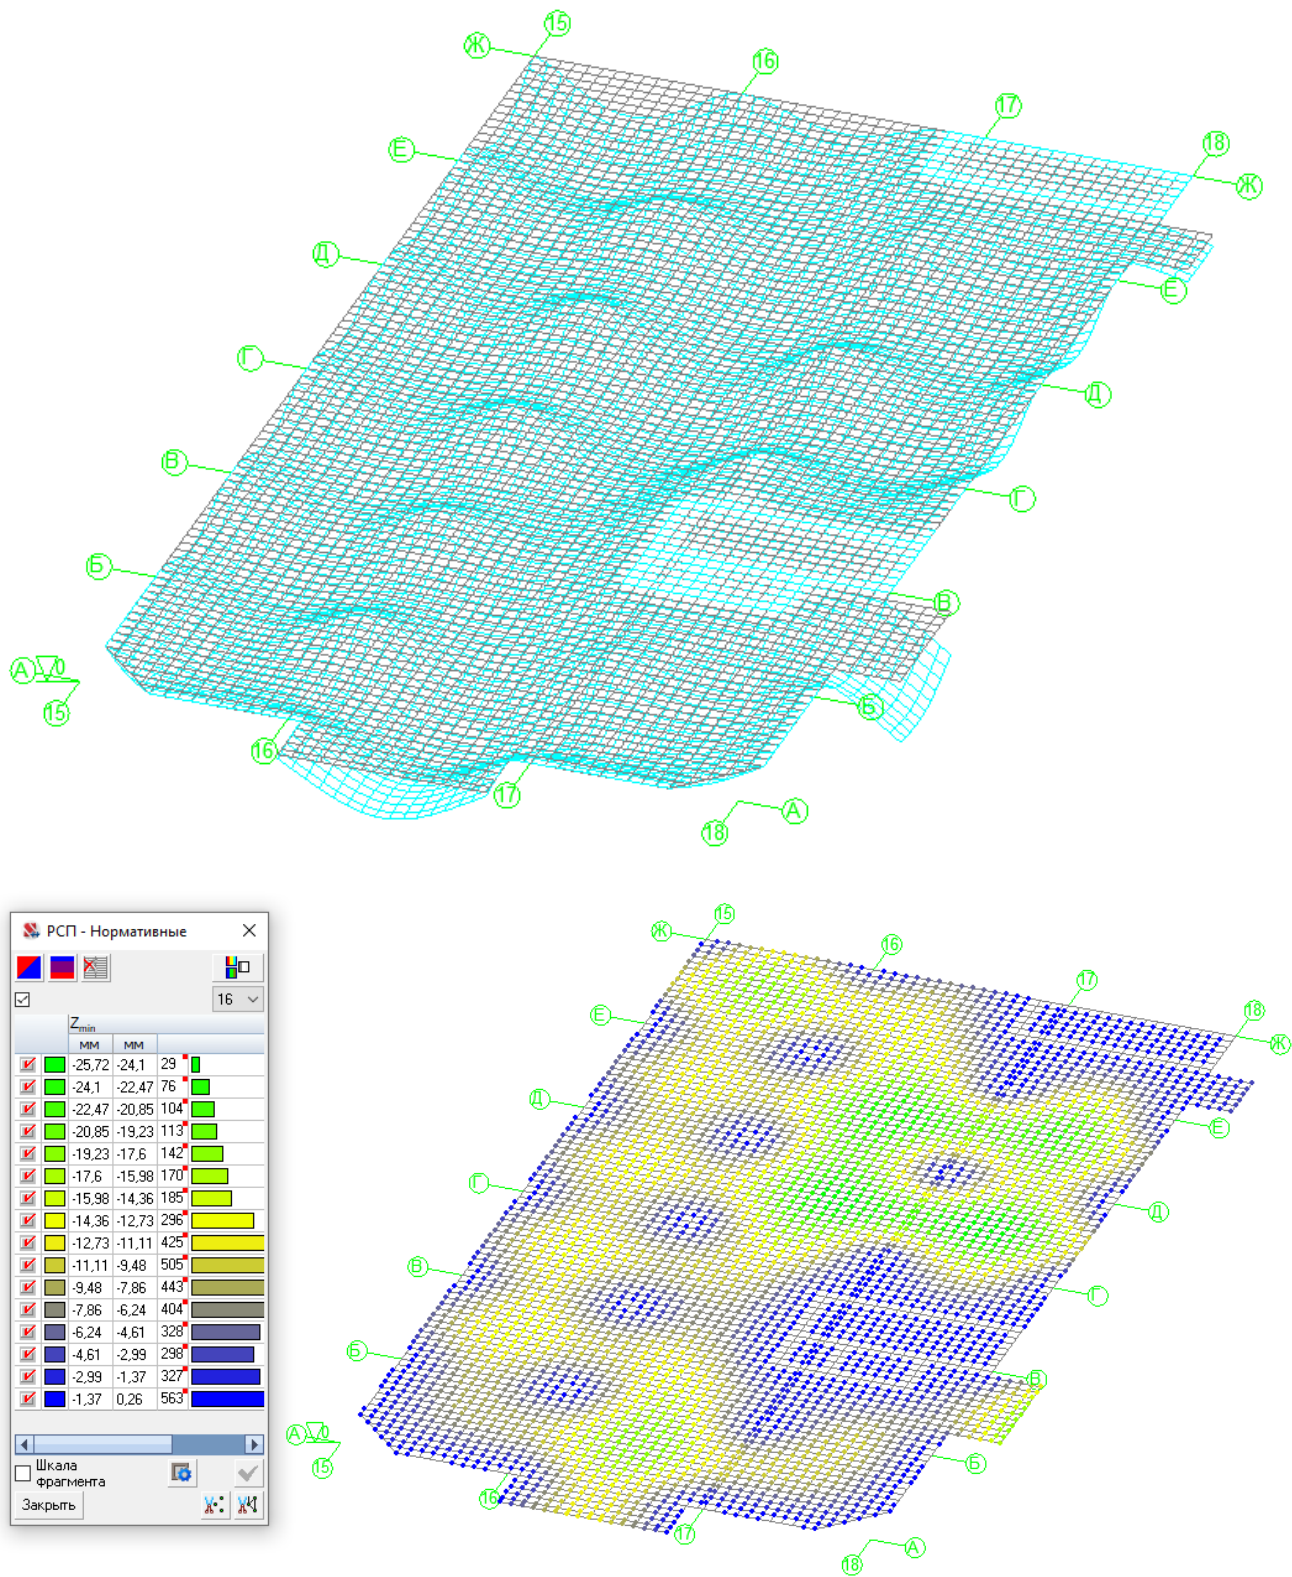 15
Ж
16
17
Е
18
Ж
Д
Е
Г
Д
В
Г
Б
В
А 0
15
Б
16
17
А
18
РСП - Нормативные
16
Zmin
мм мм
-25,72 -24,1 29
-24,1 -22,47 76
-22,47 -20,85 104
-20,85 -19,23 113
-19,23 -17,6 142
-17,6 -15,98 170
-15,98 -14,36 185
-14,36 -12,73 296
-12,73 -11,11 425
-11,11 -9,48 505
-9,48 -7,86 443
-7,86 -6,24 404
-6,24 -4,61 328
-4,61 -2,99 298
-2,99 -1,37 327
-1,37 0,26 563
Шкала
фрагмента
Закрыть
15
Ж
16
17
Е
18
Ж
Д
Е
Г
Д
В
Г
Б
В
А 0
15
Б
16
17
А
18